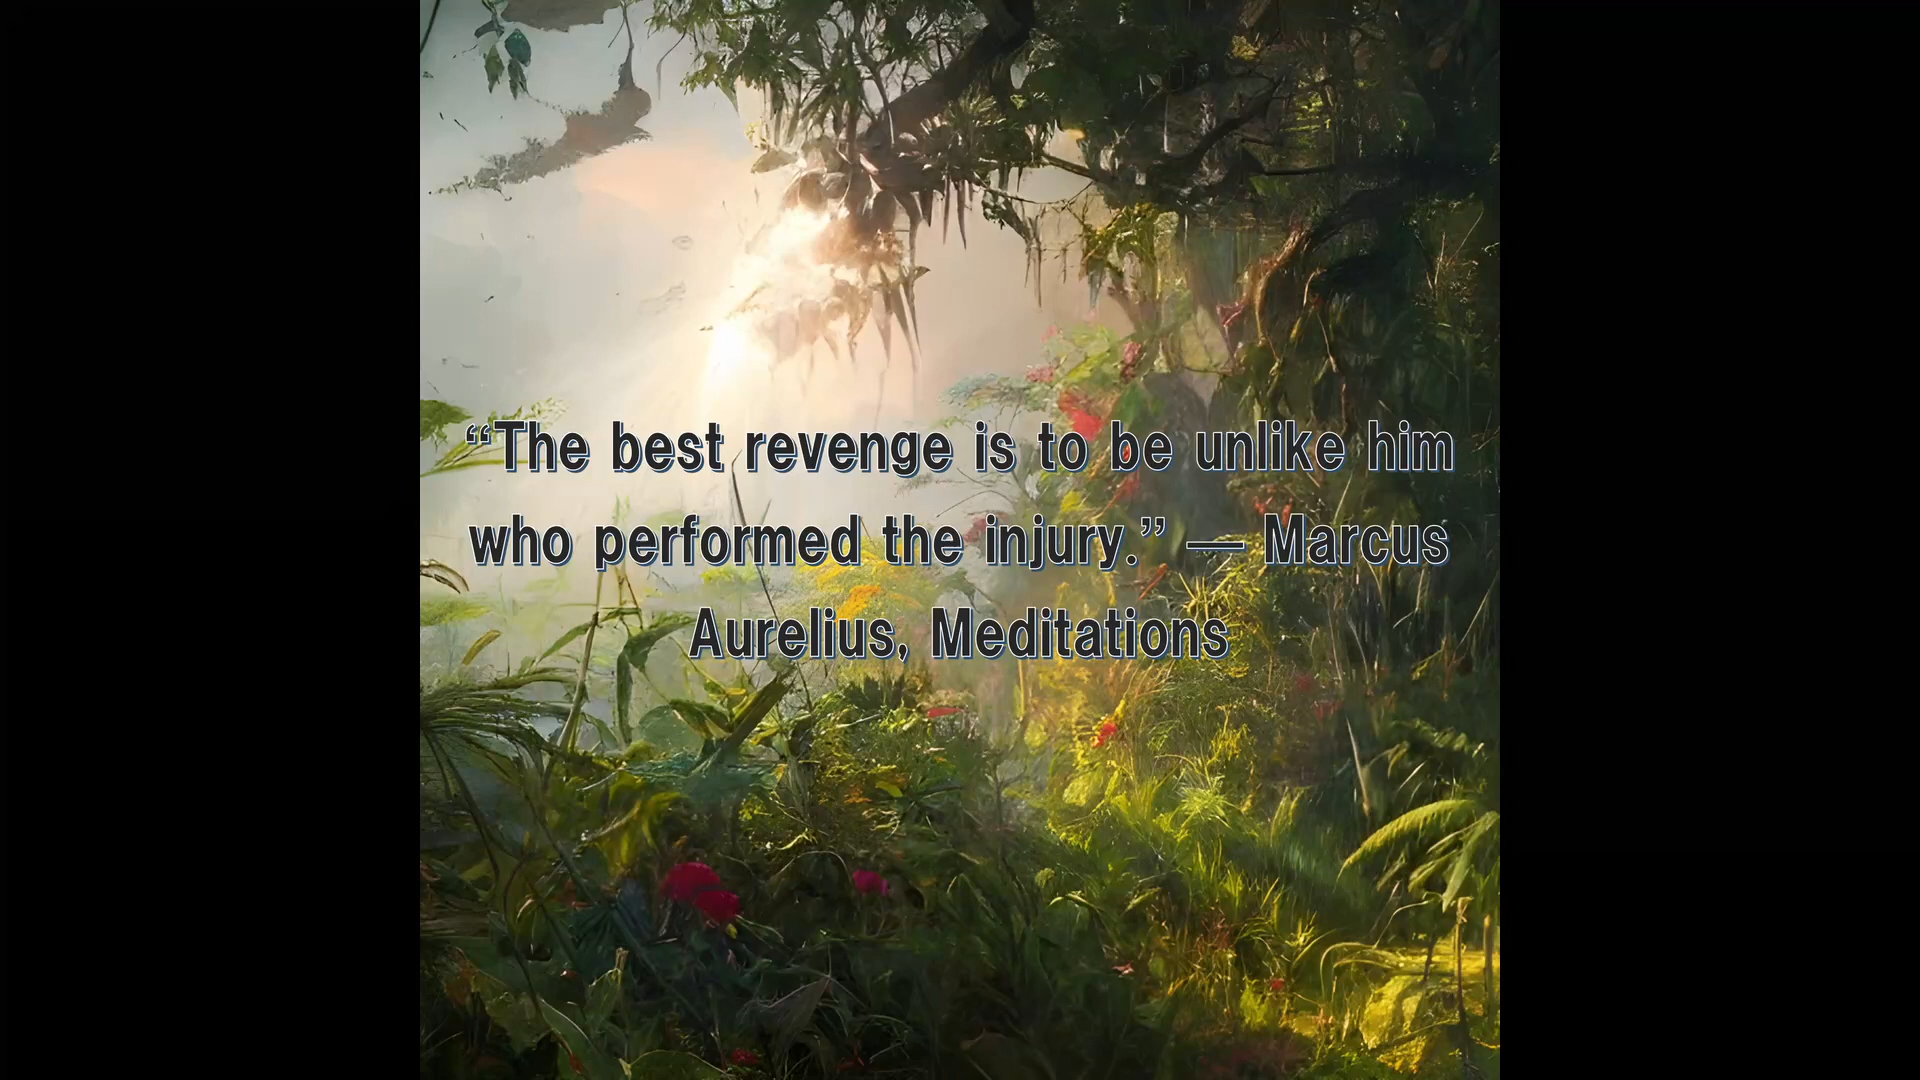 “The best revenge is to be unlike him
who performed the injury.” — Marcus
Aurelius, Meditations